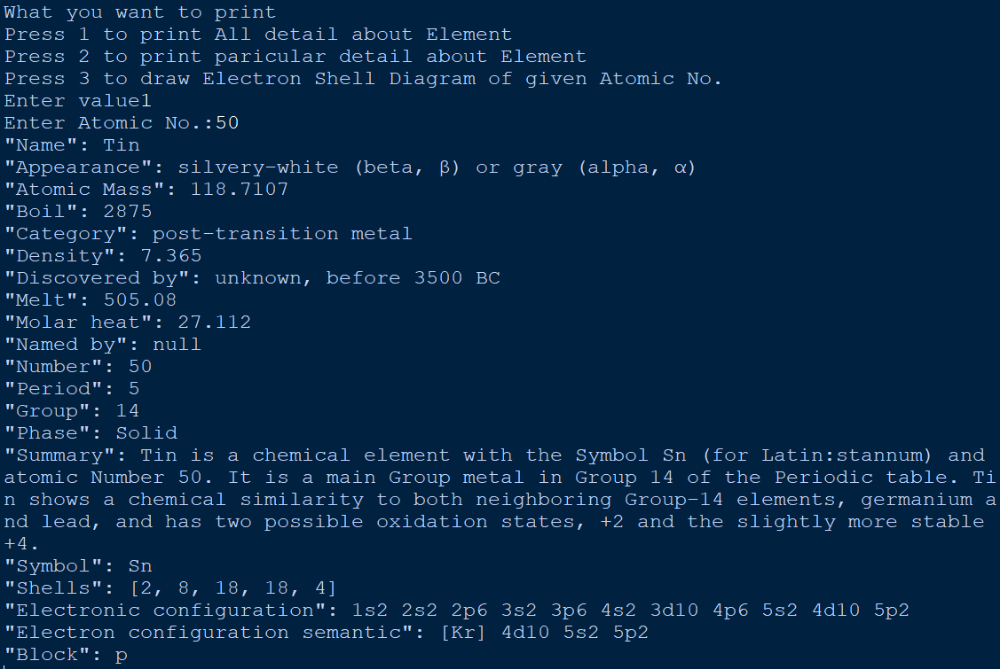 What you want to print
Press 1 to print All detail about Element
Press 2 to print paricular detail about Element
Press 3 to draw Electron Shell Diagram of given Atomic No.
Enter value1
Enter Atomic No.:50
"Name": Tin
"Appearance": silvery-white (beta, β) or gray (alpha, α)
"Atomic Mass": 118.7107
"Boil": 2875
"Category": post-transition metal
"Density": 7.365
"Discovered by": unknown, before 3500 BC
"Melt": 505.08
"Molar heat": 27.112
"Named by": null
"Number": 50
"Period": 5
"Group": 14
"Phase": Solid
"Summary": Tin is a chemical element with the Symbol Sn (for Latin:stannum) and
atomic Number 50. It is a main Group metal in Group 14 of the Periodic table. Ti
n shows a chemical similarity to both neighboring Group-14 elements, germanium a
nd lead, and has two possible oxidation states, +2 and the slightly more stable
+4.
"Symbol": Sn
"Shells": [2, 8, 18, 18, 4]
"Electronic configuration": 1s2 2s2 2p6 3s2 3p6 4s2 3d10 4p6 5s2 4d10 5p2
"Electron configuration semantic": [Kr] 4d10 5s2 5p2
"Block": p